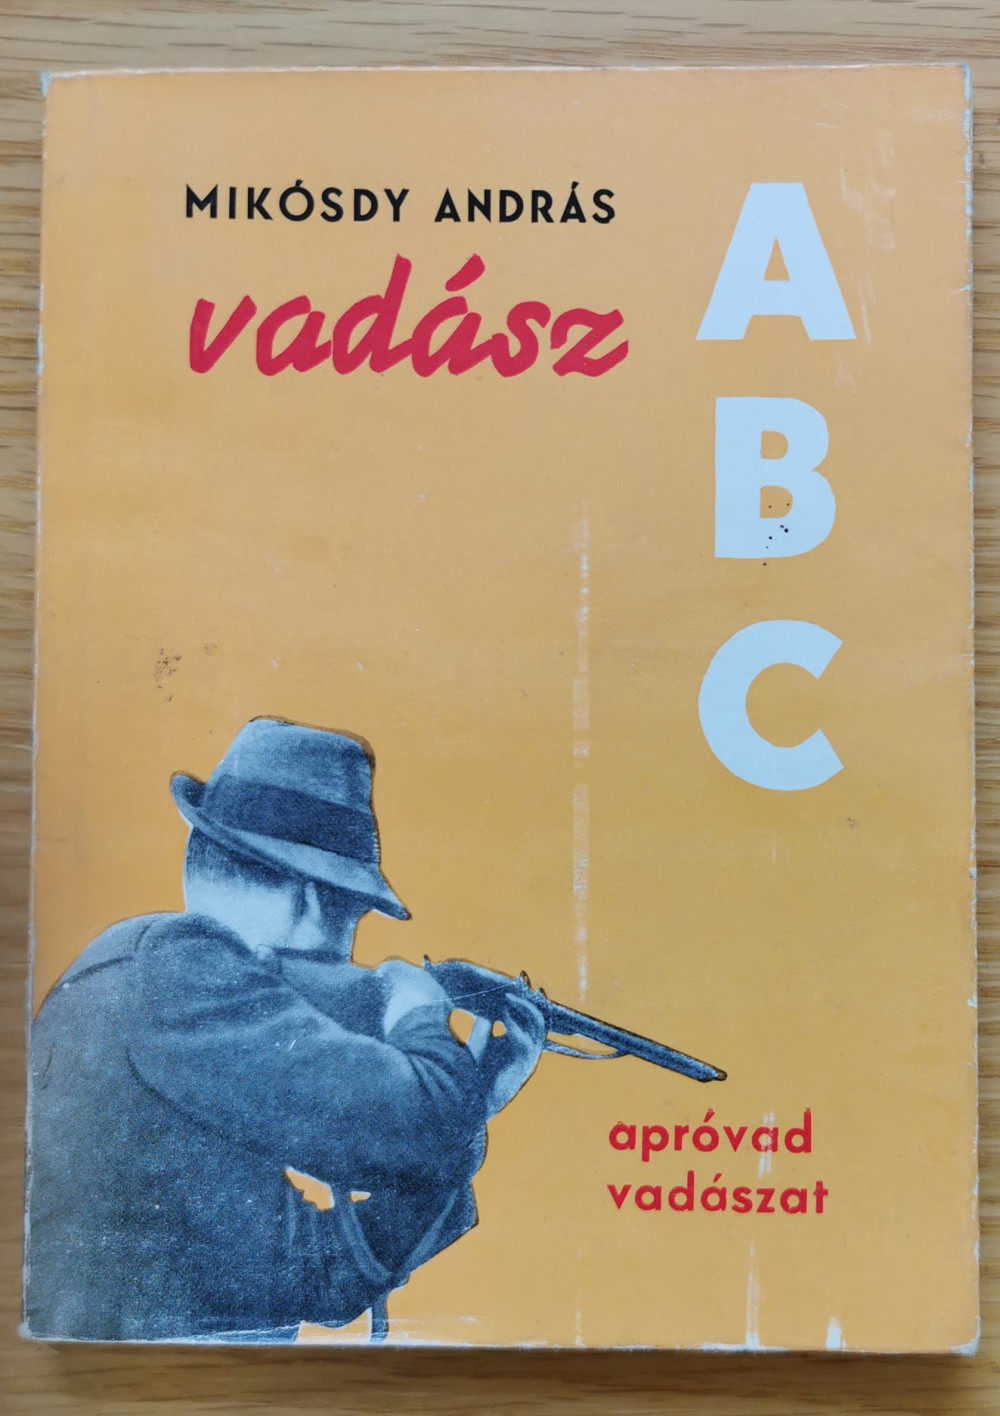 MIKÓSDY ANDRÁS
vadász
A
B
C
apróvad
vadászat